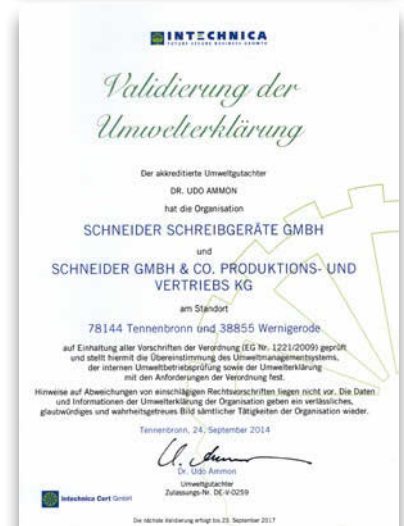 INTECHNICA
FUTURE SECURE BUSINESS GROWTH
Validierung der
Umwelterklärung
Der akkreditierte Umweltgutachter
DR. UDO AMMON
hat die Organisation
SCHNEIDER SCHREIBGERÄTE GMBH
und
SCHNEIDER GMBH & CO. PRODUKTIONS- UND
VERTRIEBS KG
am Standort
78144 Tennenbronn und 38855 Wernigerode
auf Einhaltung aller Vorschriften der Verordnung (EG Nr. 1221/2009) geprüft
und stellt hiermit die Übereinstimmung des Umweltmanagementsystems,
der internen Umweltbetriebsprüfung sowie der Umwelterklärung
mit den Anforderungen der Verordnung fest.
Hinweise auf Abweichungen von einschlägigen Rechtsvorschriften liegen nicht vor. Die Daten
und Informationen der Umwelterklärung der Organisation geben ein verlässliches,
glaubwürdiges und wahrheitsgetreues Bild sämtlicher Tätigkeiten der Organisation wieder.
Tennenbronn, 24. September 2014
U. Ammon
Dr. Udo Ammon
Umweltgutachter
Zulassungs-Nr. DE-V-0259
Intechnica Cert GmbH
Die nächste Validierung erfolgt bis 23. September 2017